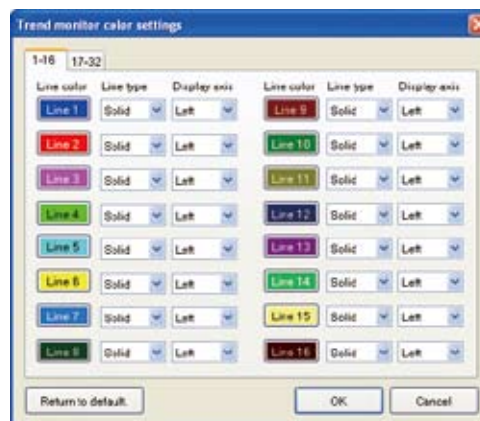 Trend monitor color settings
1-16 17-32
Line color Line type Display axis Line color Line type Display axis
Line 1 Solid Left Line 9 Solid Left
Line 2 Solid Left Line 10 Solid Left
Line 3 Solid Left Line 11 Solid Left
Line 4 Solid Left Line 12 Solid Left
Line 5 Solid Left Line 13 Solid Left
Line 6 Solid Left Line 14 Solid Left
Line 7 Solid Left Line 15 Solid Left
Line 8 Solid Left Line 16 Solid Left
Return to default. OK Cancel